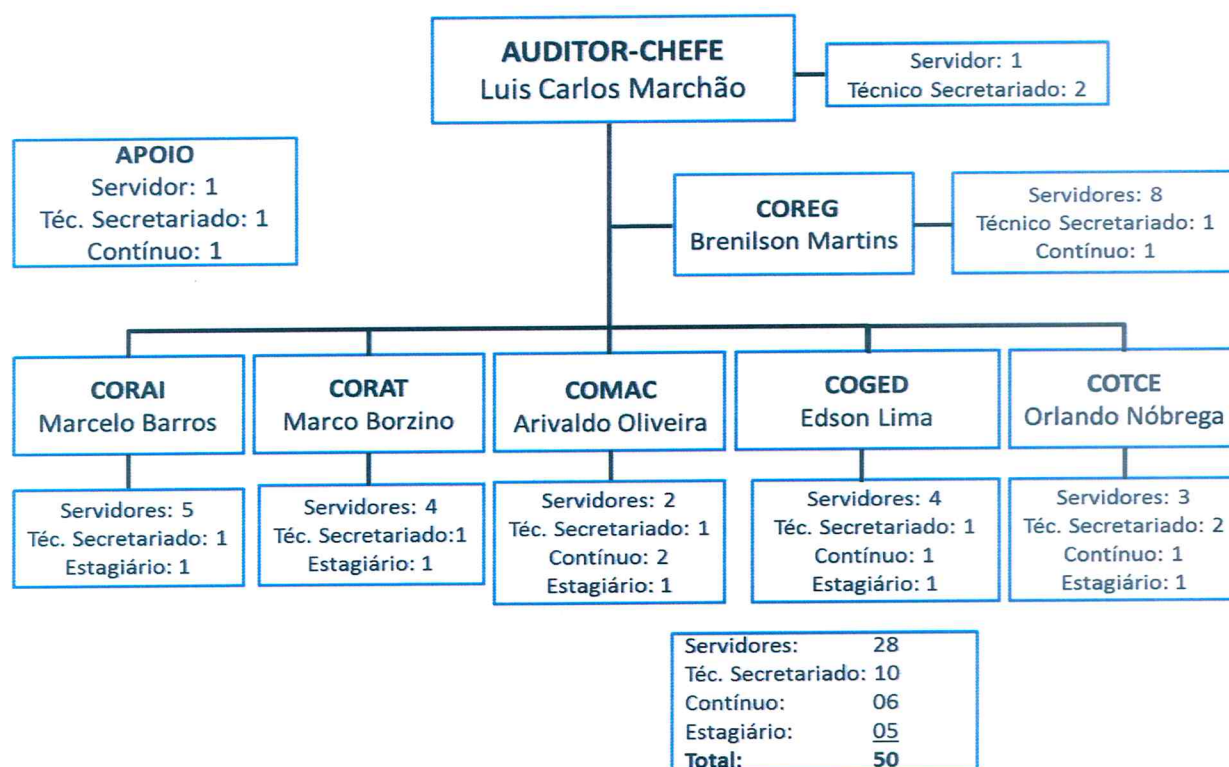 AUDITOR-CHEFE
Luis Carlos Marchão
Servidor: 1
Técnico Secretariado: 2
APOIO
Servidor: 1
Téc. Secretariado: 1
Contínuo: 1
COREG
Brenilson Martins
Servidores: 8
Técnico Secretariado: 1
Contínuo: 1
CORAI
Marcelo Barros
CORAT
Marco Borzino
COMAC
Arivaldo Oliveira
COGED
Edson Lima
COTCE
Orlando Nóbrega
Servidores: 5
Téc. Secretariado: 1
Estagiário: 1
Servidores: 4
Téc. Secretariado:1
Estagiário: 1
Servidores: 2
Téc. Secretariado: 1
Contínuo: 2
Estagiário: 1
Servidores: 4
Téc. Secretariado: 1
Contínuo: 1
Estagiário: 1
Servidores: 3
Téc. Secretariado: 2
Contínuo: 1
Estagiário: 1
Servidores: 28
Téc. Secretariado: 10
Contínuo: 06
Estagiário: 05
Total: 50